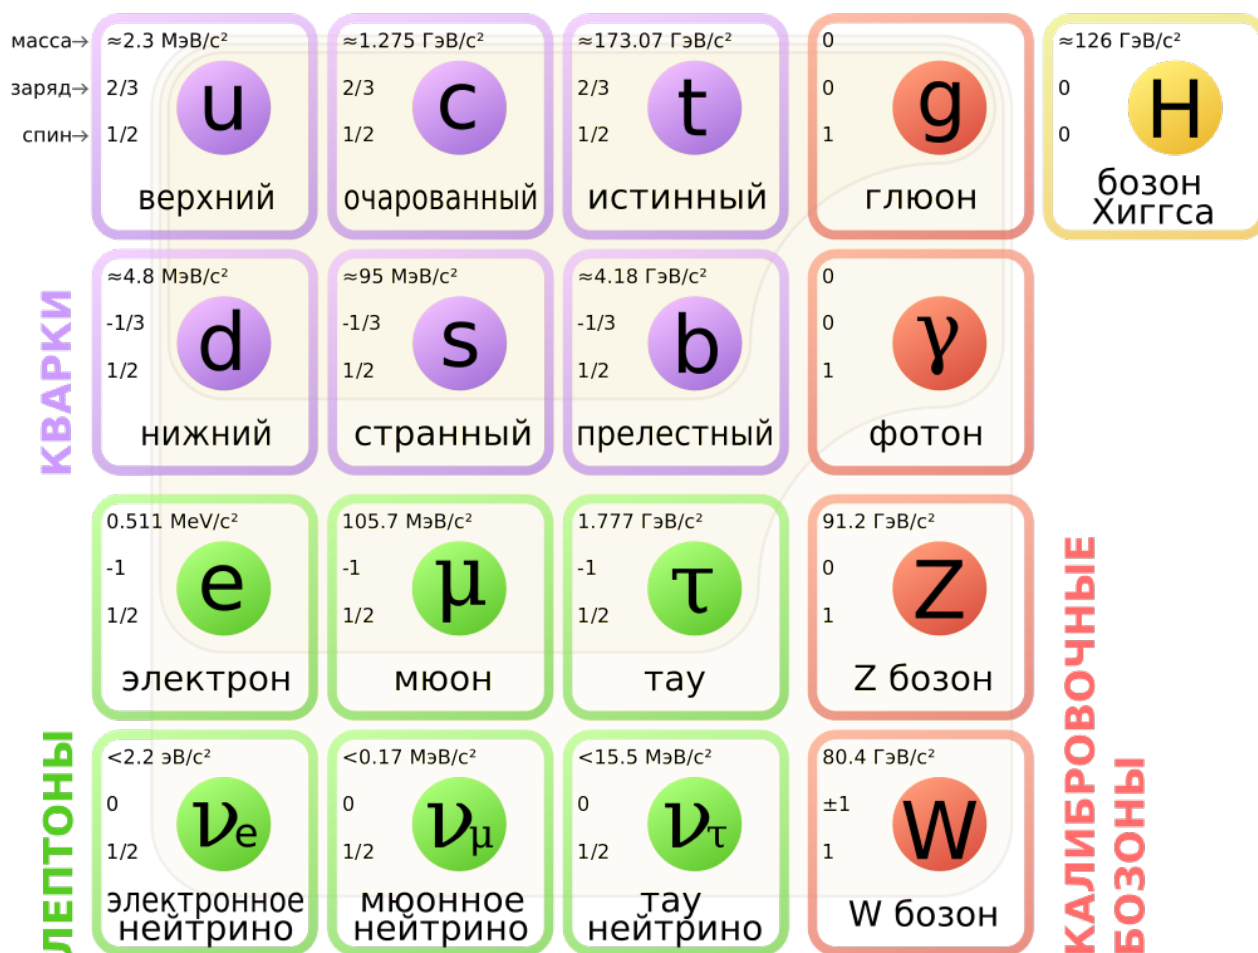 масса→
заряд→
спин→
≈2.3 МэВ/c²
2/3
1/2
u
верхний
≈1.275 ГэВ/c²
2/3
1/2
c
очарованный
≈173.07 ГэВ/c²
2/3
1/2
t
истинный
0
0
1
g
глюон
≈126 ГэВ/c²
0
0
H
бозон
Хиггса
КВАРКИ
≈4.8 МэВ/c²
-1/3
1/2
d
нижний
≈95 МэВ/c²
-1/3
1/2
s
странный
≈4.18 ГэВ/c²
-1/3
1/2
b
прелестный
0
0
1
γ
фотон
0.511 MeV/c²
-1
1/2
e
электрон
105.7 МэВ/c²
-1
1/2
μ
мюон
1.777 ГэВ/c²
-1
1/2
τ
тау
91.2 ГэВ/c²
0
1
Z
Z бозон
ЛЕПТОНЫ
<2.2 эВ/c²
0
1/2
νe
электронное
нейтрино
<0.17 МэВ/c²
0
1/2
νμ
мюонное
нейтрино
<15.5 МэВ/c²
0
1/2
ντ
тау
нейтрино
80.4 ГэВ/c²
±1
1
W
W бозон
КАЛИБРОВОЧНЫЕ
БОЗОНЫ